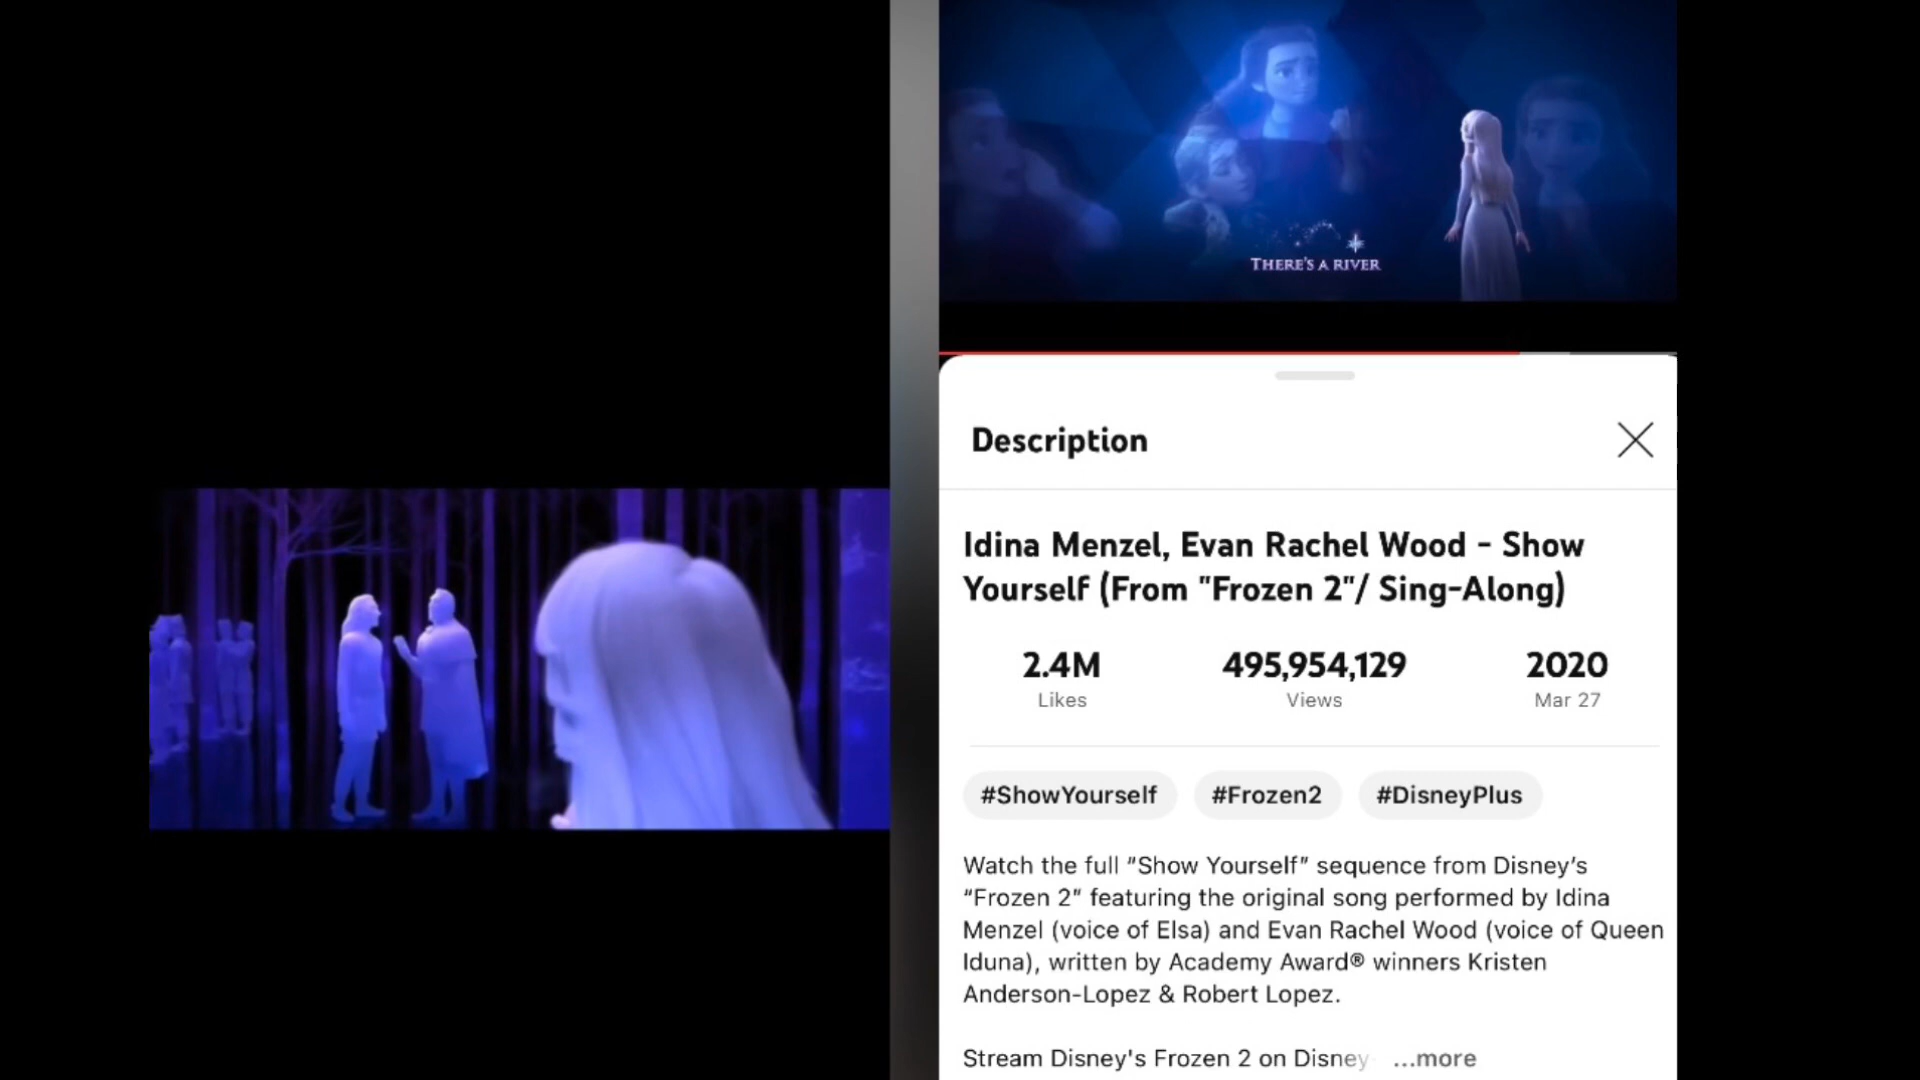 THERE'S A RIVER
Description
Idina Menzel, Evan Rachel Wood - Show
Yourself (From "Frozen 2"/ Sing-Along)
2.4M 495,954,129 2020
Likes Views Mar 27
#ShowYourself #Frozen2 #DisneyPlus
Watch the full “Show Yourself” sequence from Disney’s
“Frozen 2” featuring the original song performed by Idina
Menzel (voice of Elsa) and Evan Rachel Wood (voice of Queen
Iduna), written by Academy Award® winners Kristen
Anderson-Lopez & Robert Lopez.
Stream Disney's Frozen 2 on Disney ...more